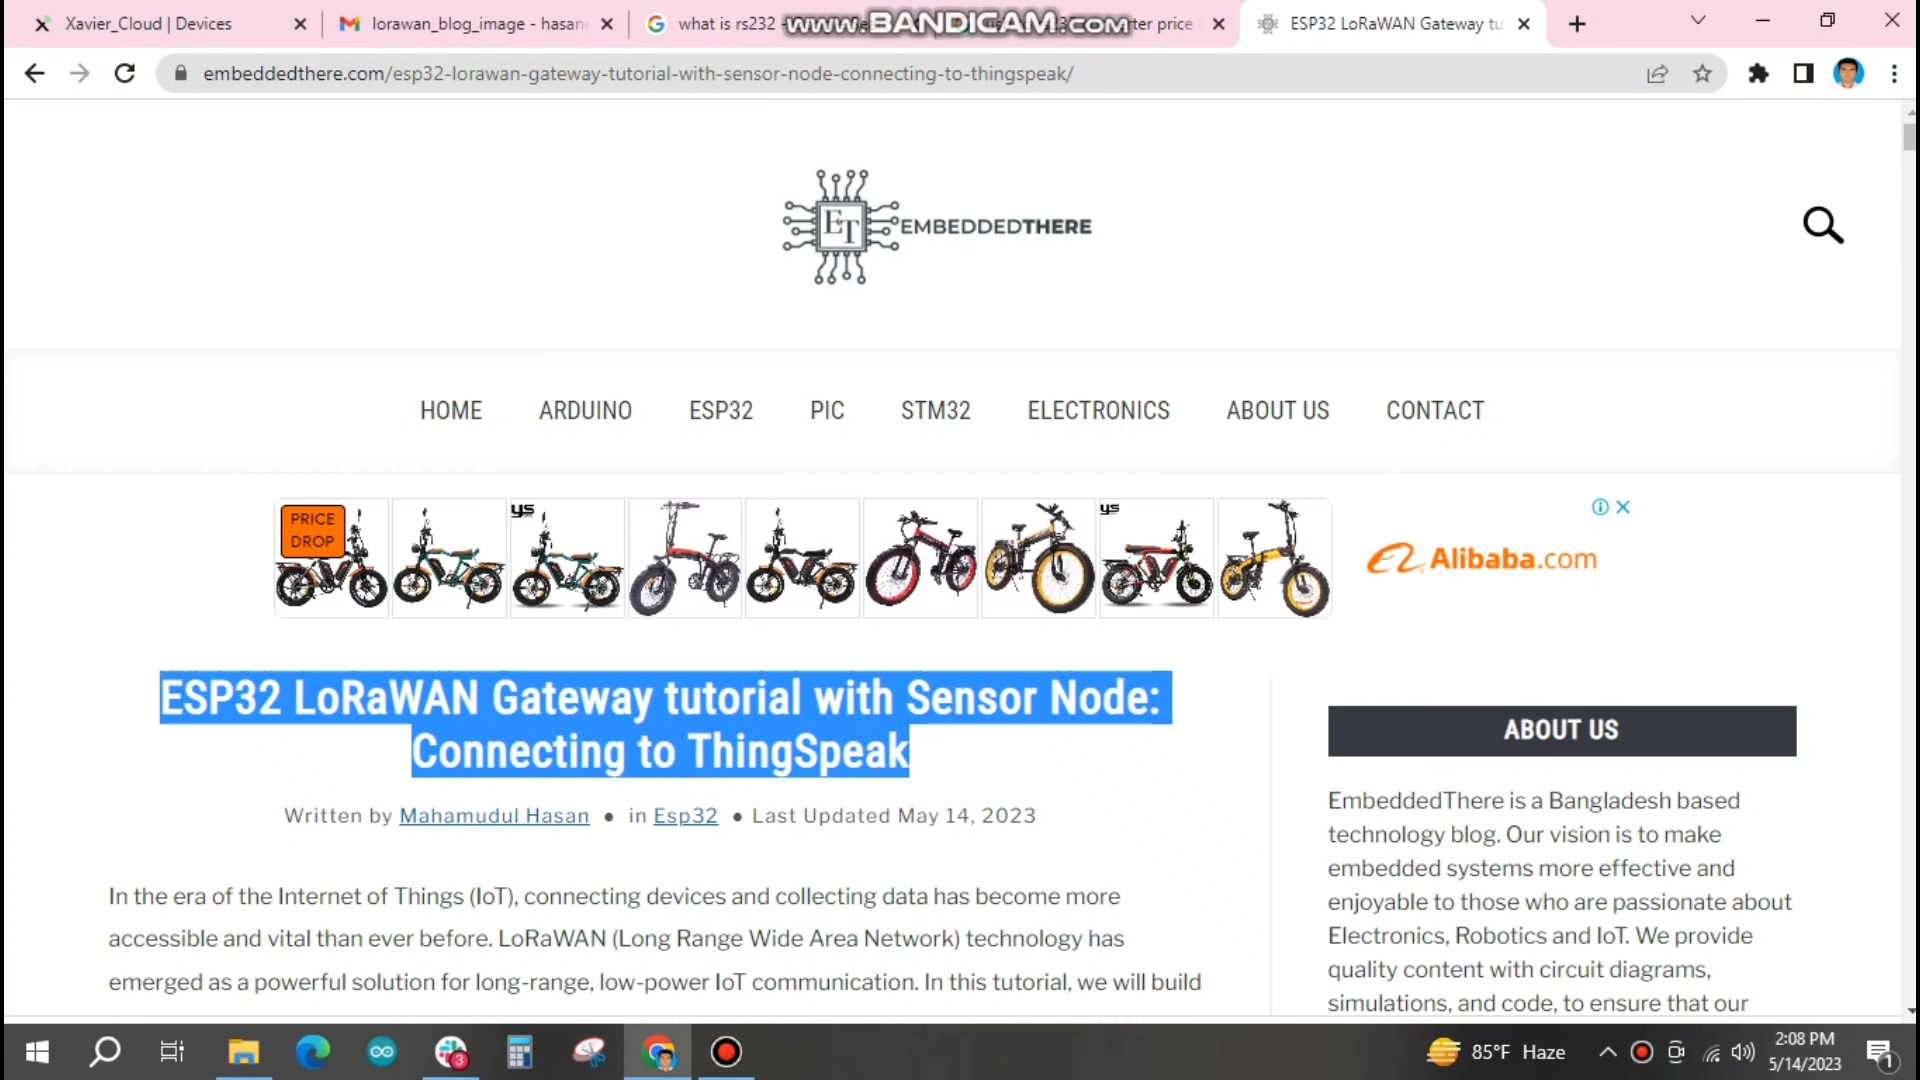 Xavier_Cloud | Devices
lorawan_blog_image - hasan
what is rs232 -
www.BANDICAM.com
ter price
ESP32 LoRaWAN Gateway tu
embeddedthere.com/esp32-lorawan-gateway-tutorial-with-sensor-node-connecting-to-thingspeak/
ET EMBEDDEDTHERE
HOME ARDUINO ESP32 PIC STM32 ELECTRONICS ABOUT US CONTACT
PRICE
DROP
ys
ys
Alibaba.com
ESP32 LoRaWAN Gateway tutorial with Sensor Node:
Connecting to ThingSpeak
Written by Mahamudul Hasan • in Esp32 • Last Updated May 14, 2023
In the era of the Internet of Things (IoT), connecting devices and collecting data has become more
accessible and vital than ever before. LoRaWAN (Long Range Wide Area Network) technology has
emerged as a powerful solution for long-range, low-power IoT communication. In this tutorial, we will build
ABOUT US
EmbeddedThere is a Bangladesh based
technology blog. Our vision is to make
embedded systems more effective and
enjoyable to those who are passionate about
Electronics, Robotics and IoT. We provide
quality content with circuit diagrams,
simulations, and code, to ensure that our
3
85°F Haze
2:08 PM
5/14/2023
1